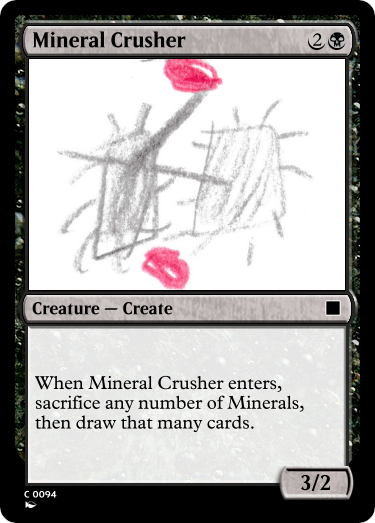 Mineral Crusher 2
Creature — Create
When Mineral Crusher enters,
sacrifice any number of Minerals,
then draw that many cards.
3/2
C 0094